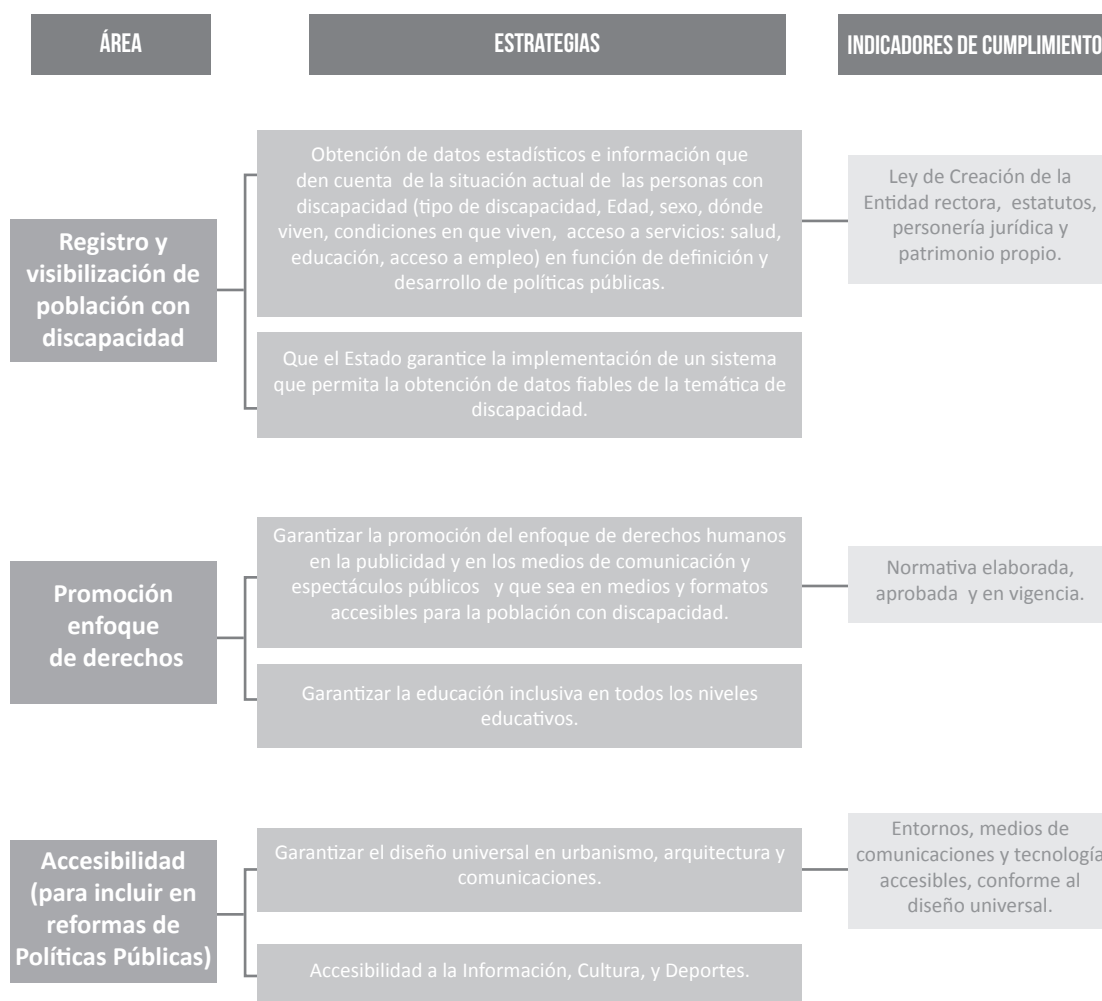 ÁREA
ESTRATEGIAS
INDICADORES DE CUMPLIMIENTO
Registro y
visibilización de
población con
discapacidad
Obtención de datos estadísticos e información que
den cuenta de la situación actual de las personas con
discapacidad (tipo de discapacidad, Edad, sexo, dónde
viven, condiciones en que viven, acceso a servicios: salud,
educación, acceso a empleo) en función de definición y
desarrollo de políticas públicas.
Ley de Creación de la
Entidad rectora, estatutos,
personería jurídica y
patrimonio propio.
Que el Estado garantice la implementación de un sistema
que permita la obtención de datos fiables de la temática de
discapacidad.
Promoción
enfoque
de derechos
Garantizar la promoción del enfoque de derechos humanos
en la publicidad y en los medios de comunicación y
espectáculos públicos y que sea en medios y formatos
accesibles para la población con discapacidad.
Normativa elaborada,
aprobada y en vigencia.
Garantizar la educación inclusiva en todos los niveles
educativos.
Accesibilidad
(para incluir en
reformas de
Políticas Públicas)
Garantizar el diseño universal en urbanismo, arquitectura y
comunicaciones.
Entornos, medios de
comunicaciones y tecnología
accesibles, conforme al
diseño universal.
Accesibilidad a la Información, Cultura, y Deportes.